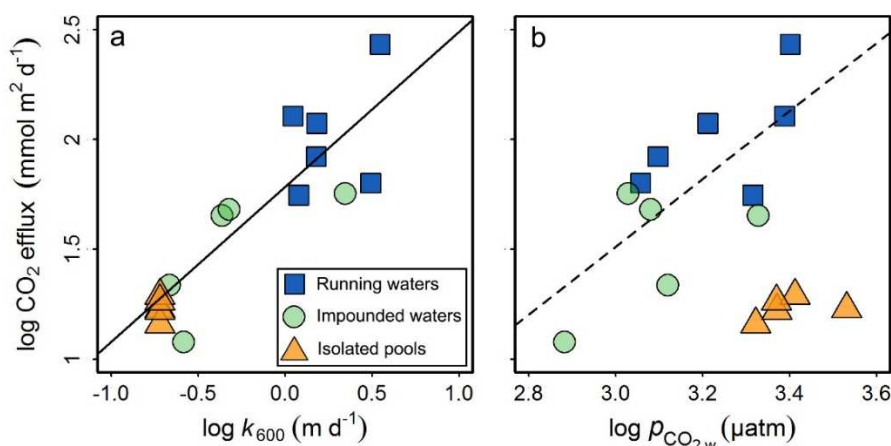 a
b
2.5
2
1.5
1
log CO2 efflux (mmol m² d⁻¹)
Running waters
Impounded waters
Isolated pools
-1.0 -0.5 0.0 0.5 1.0
2.8 3.0 3.2 3.4 3.6
log k600 (m d⁻¹)
log pCO2,w (µatm)